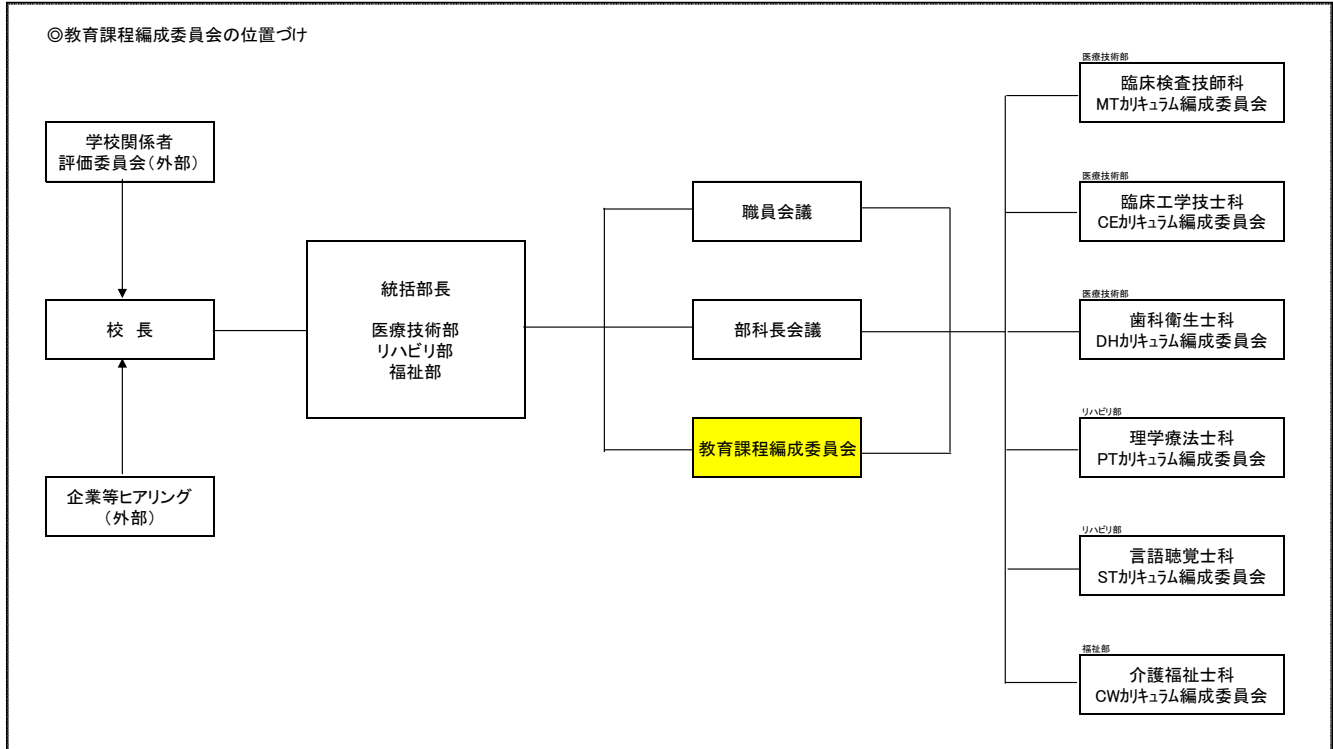 ◎教育課程編成委員会の位置づけ
学校関係者
評価委員会(外部)
校 長
企業等ヒアリング
(外部)
統括部長
医療技術部
リハビリ部
福祉部
職員会議
部科長会議
教育課程編成委員会
医療技術部
臨床検査技師科
MTカリキュラム編成委員会
医療技術部
臨床工学技士科
CEカリキュラム編成委員会
医療技術部
歯科衛生士科
DHカリキュラム編成委員会
リハビリ部
理学療法士科
PTカリキュラム編成委員会
リハビリ部
言語聴覚士科
STカリキュラム編成委員会
福祉部
介護福祉士科
CWカリキュラム編成委員会